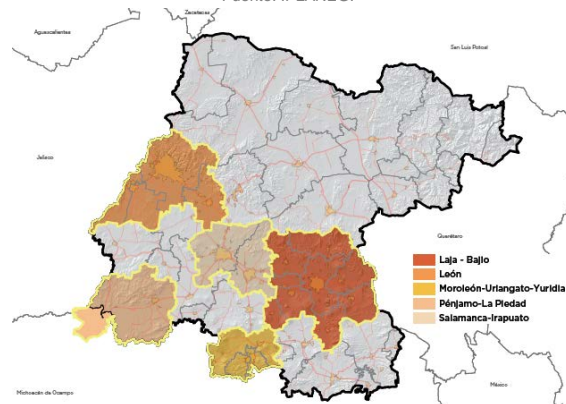 Zacatecas
Aguascalientes
San Luis Potosí
Jalisco
Querétaro
Laja - Bajío
León
Moroleón-Uriangato-Yuridia
Pénjamo-La Piedad
Salamanca-Irapuato
Michoacán de Ocampo
México